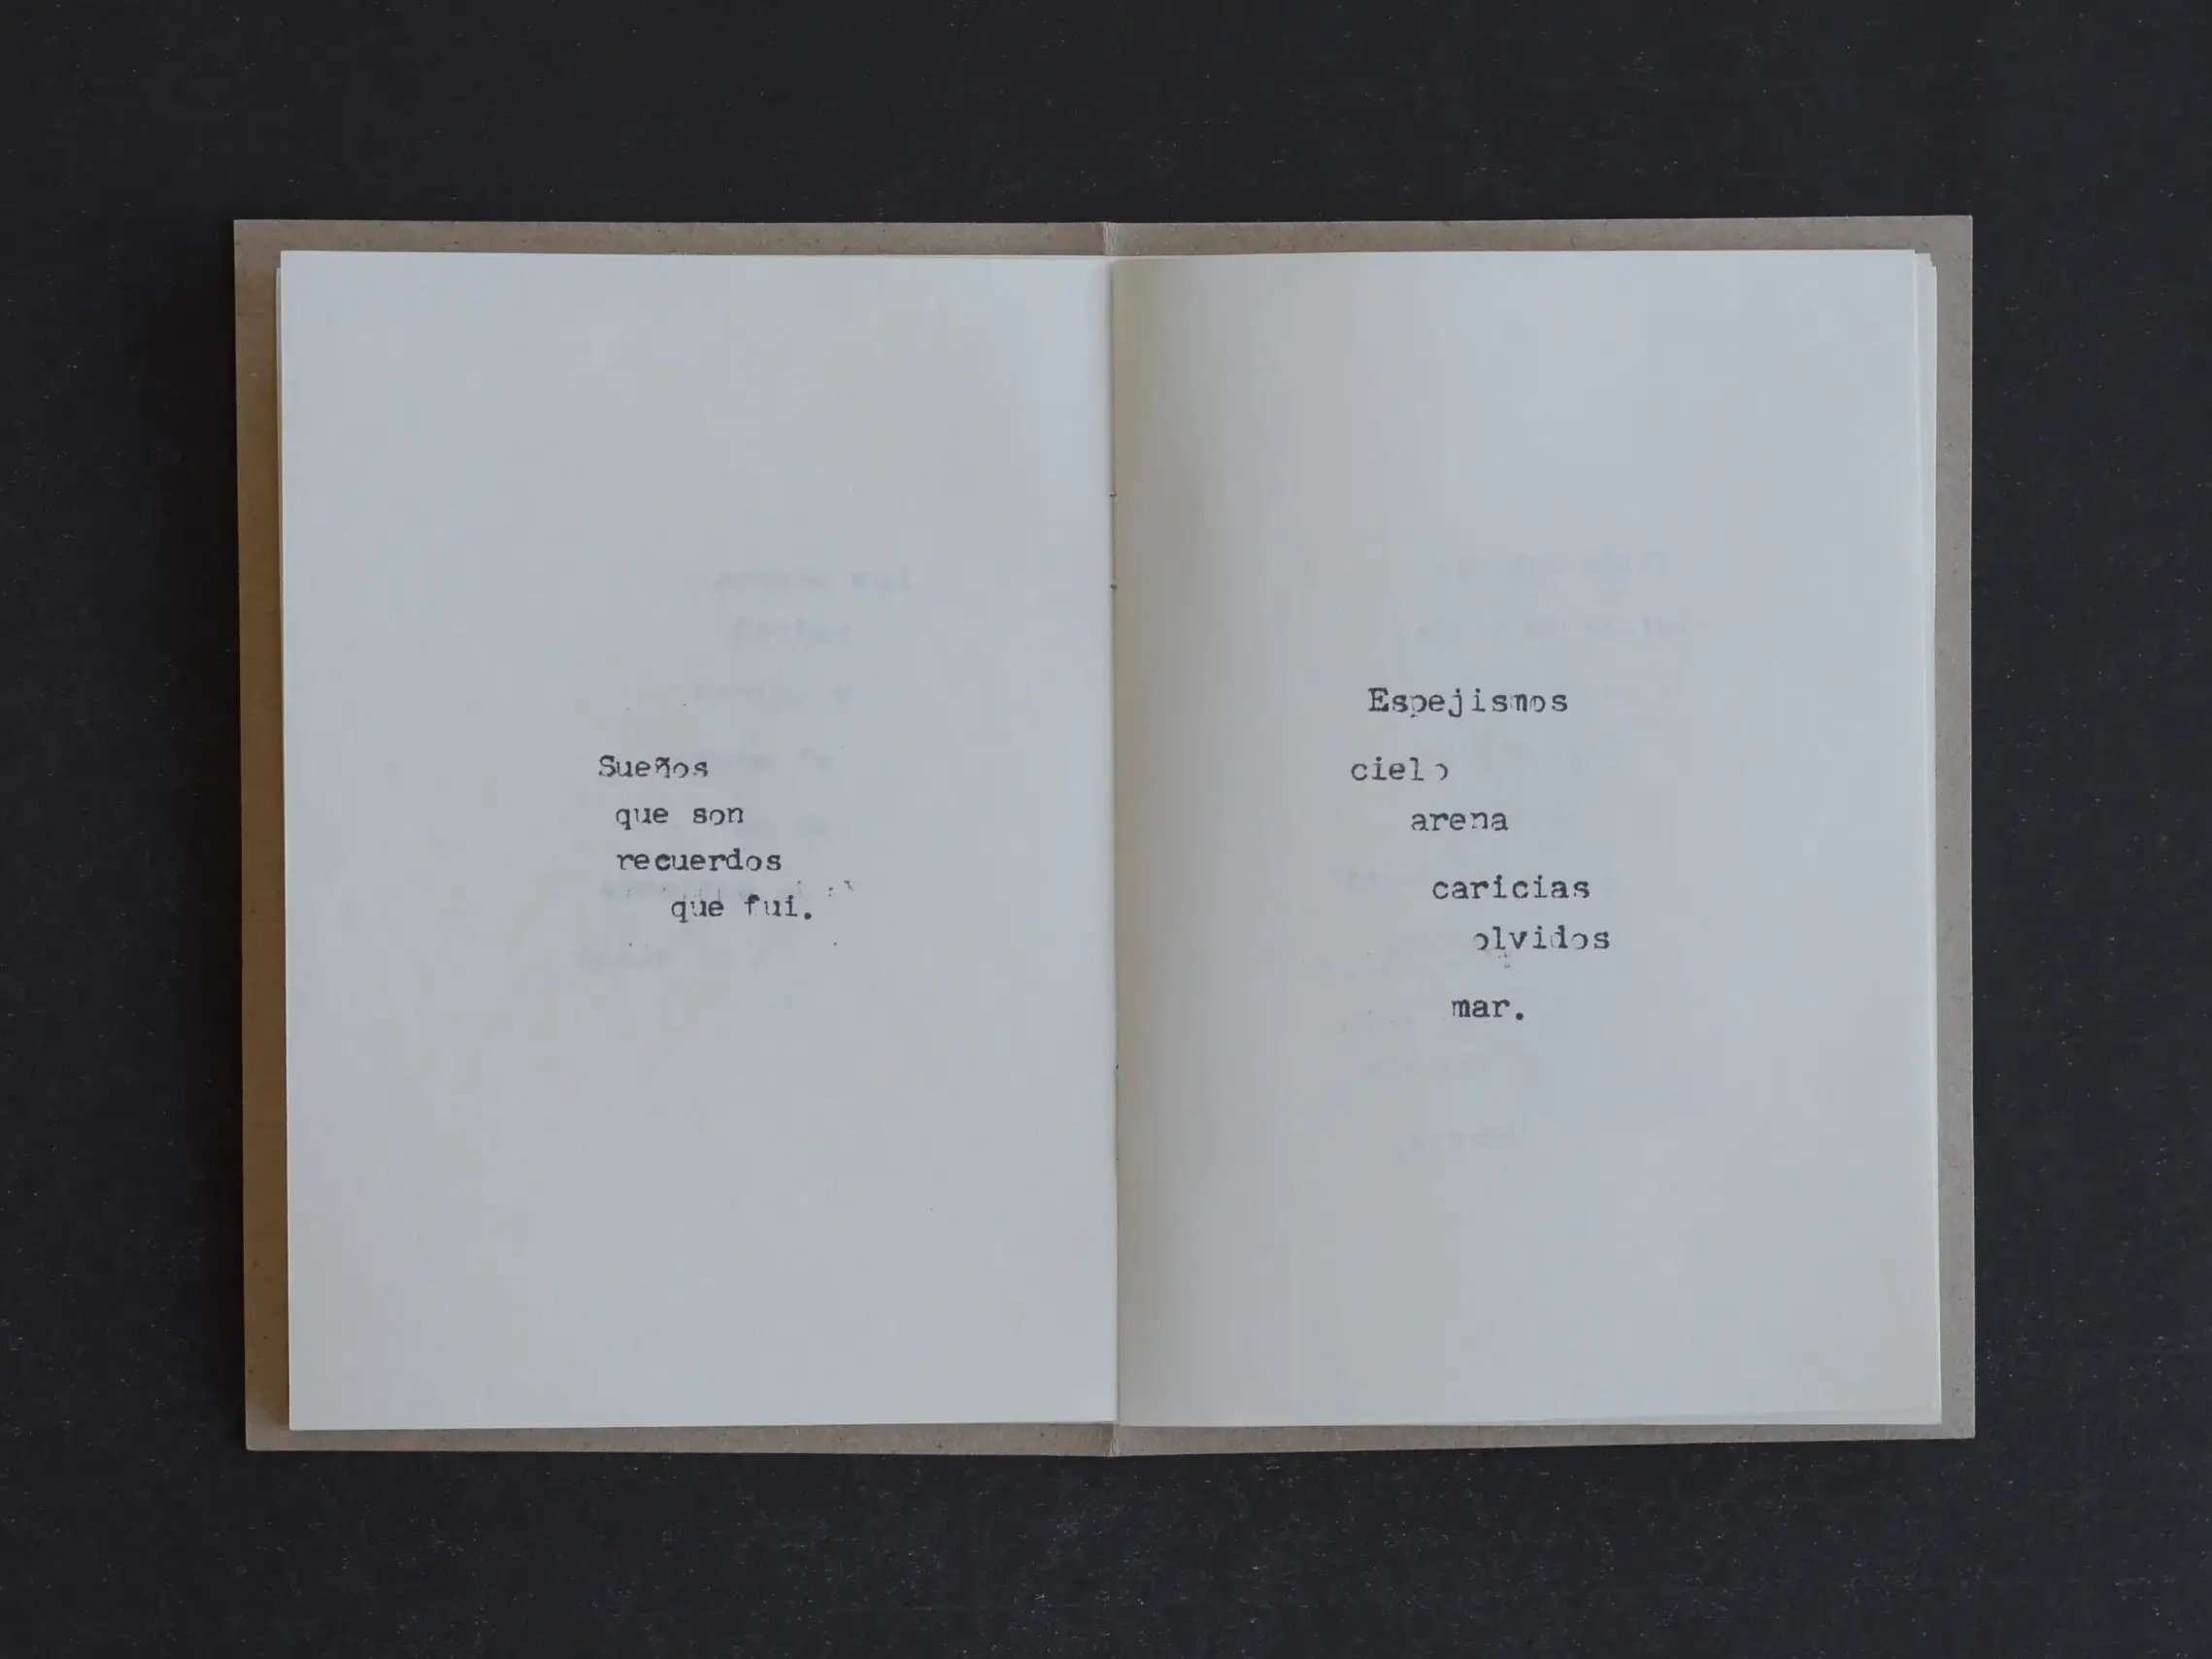 Sueños
que son
recuerdos
que fui.
Espejismos
cielo
arena
caricias
olvidos
mar.